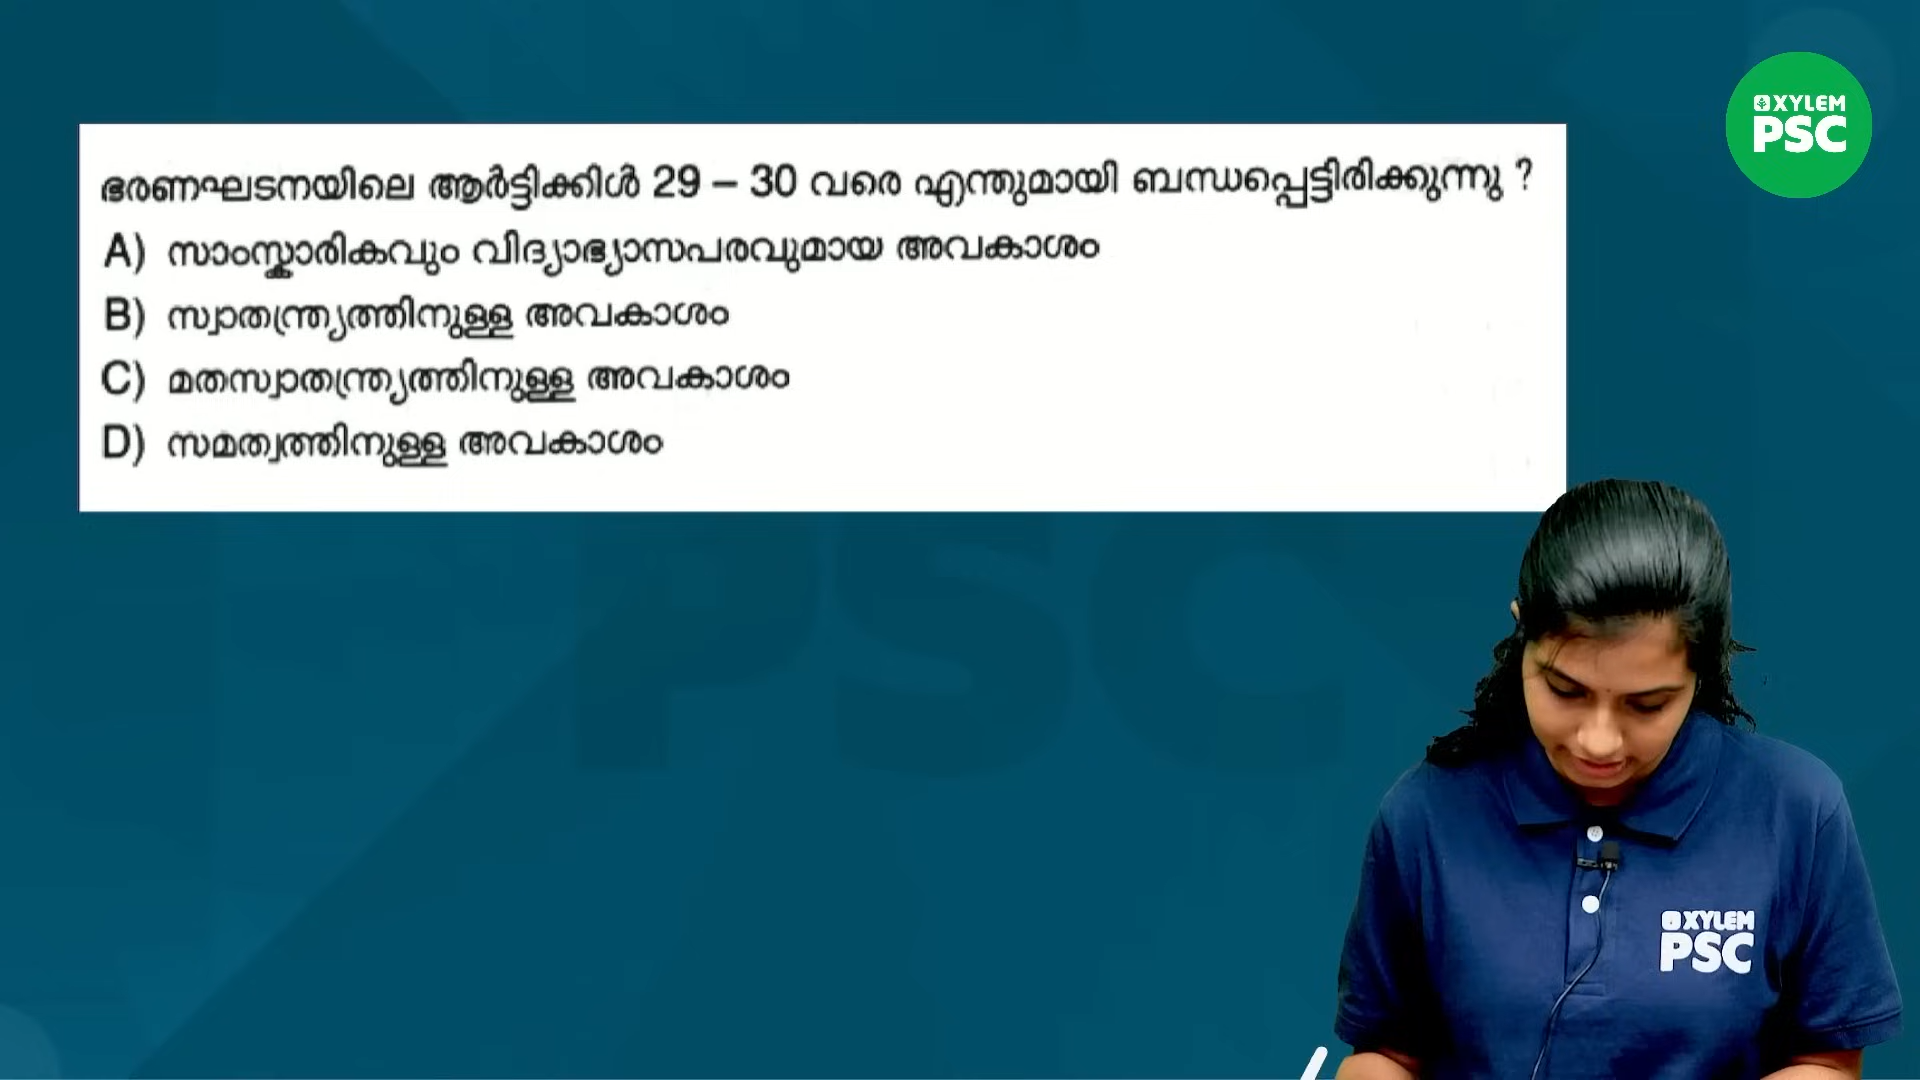 XYLEM
PSC
ഭരണഘടനയിലെ ആർട്ടിക്കിൾ 29 – 30 വരെ എന്തുമായി ബന്ധപ്പെട്ടിരിക്കുന്നു ?
A) സാംസ്കാരികവും വിദ്യാഭ്യാസപരവുമായ അവകാശം
B) സ്വാതന്ത്ര്യത്തിനുള്ള അവകാശം
C) മതസ്വാതന്ത്ര്യത്തിനുള്ള അവകാശം
D) സമത്വത്തിനുള്ള അവകാശം
PSC
XYLEM
PSC